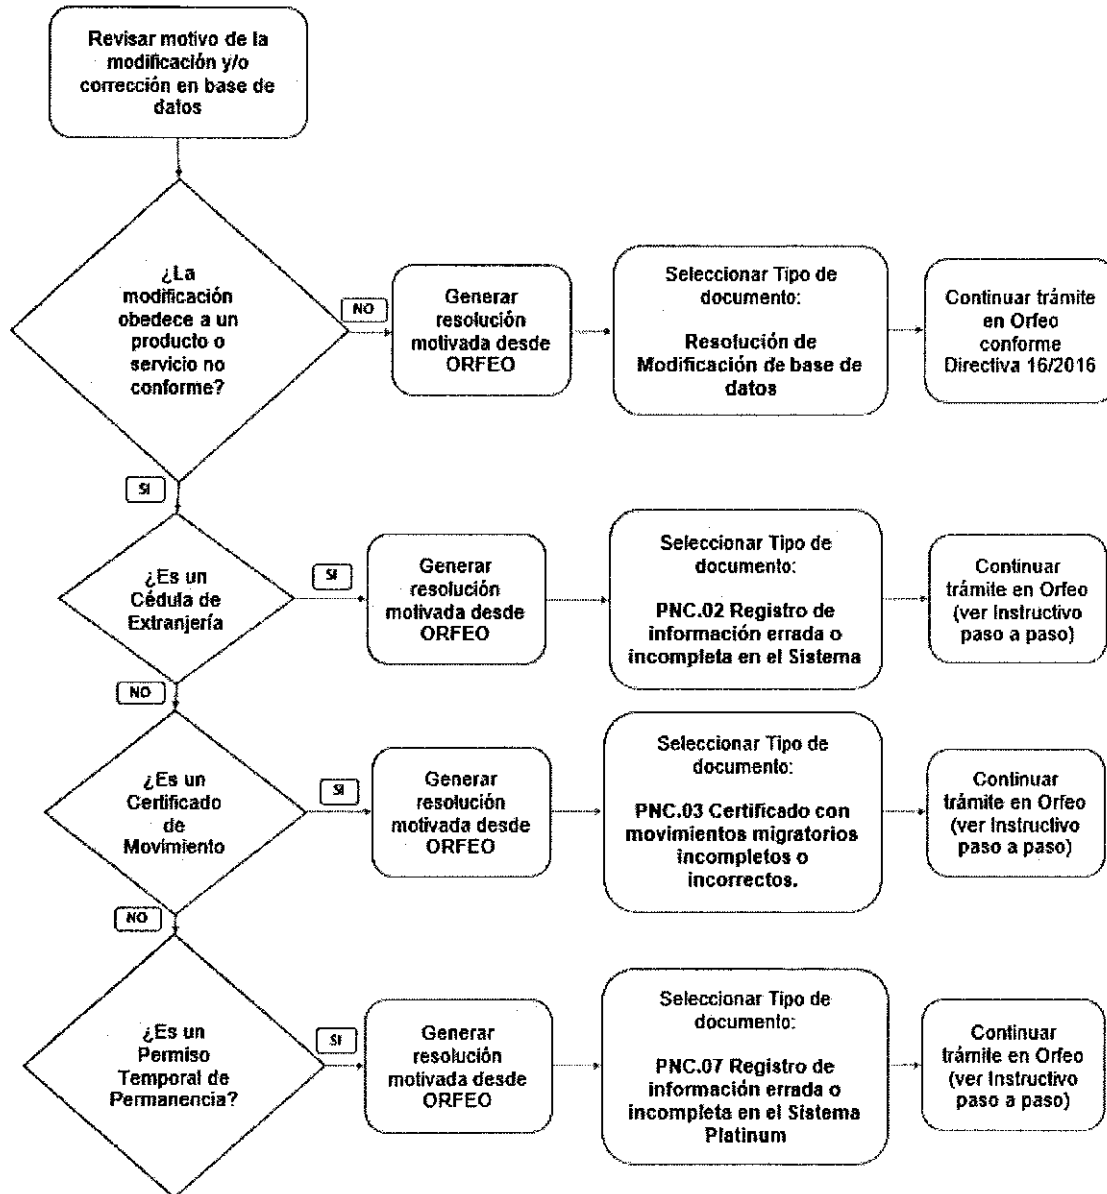 Revisar motivo de la
modificación y/o
corrección en base de
datos
¿La
modificación
obedece a un
producto o
servicio no
conforme?
NO
Generar
resolución
motivada desde
ORFEO
Seleccionar Tipo de
documento:
Resolución de
Modificación de base de
datos
Continuar trámite
en Orfeo
conforme
Directiva 16/2016
SI
¿Es un
Cédula de
Extranjería
SI
Generar
resolución
motivada desde
ORFEO
Seleccionar Tipo de
documento:
PNC.02 Registro de
información errada o
incompleta en el Sistema
Continuar
trámite en Orfeo
(ver Instructivo
paso a paso)
NO
¿Es un
Certificado
de
Movimiento
SI
Generar
resolución
motivada desde
ORFEO
Seleccionar Tipo de
documento:
PNC.03 Certificado con
movimientos migratorios
incompletos o
incorrectos.
Continuar
trámite en Orfeo
(ver Instructivo
paso a paso)
NO
¿Es un
Permiso
Temporal de
Permanencia?
SI
Generar
resolución
motivada desde
ORFEO
Seleccionar Tipo de
documento:
PNC.07 Registro de
información errada o
incompleta en el Sistema
Platinum
Continuar
trámite en Orfeo
(ver Instructivo
paso a paso)